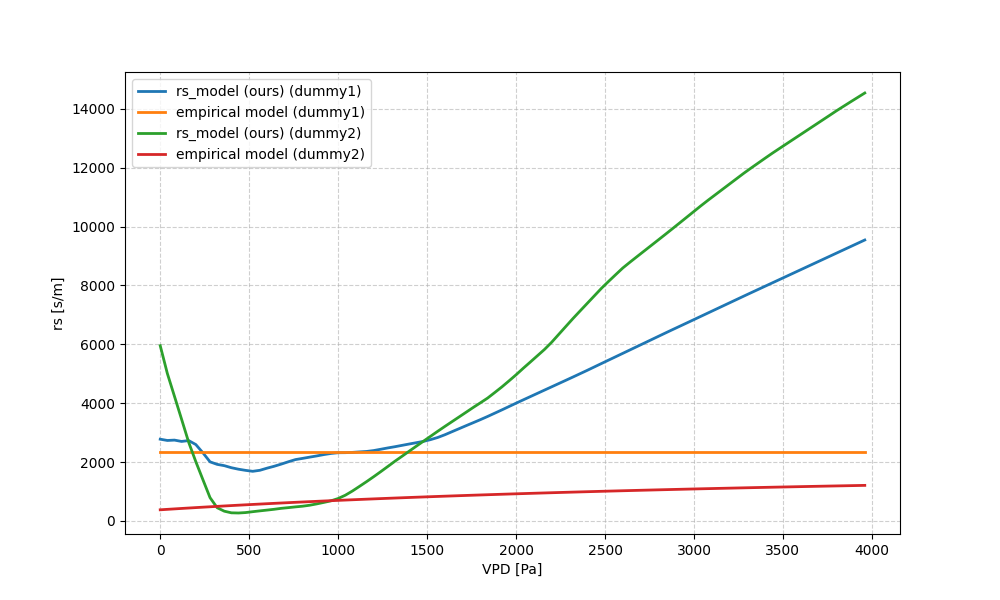 rs_model (ours) (dummy1)
empirical model (dummy1)
rs_model (ours) (dummy2)
empirical model (dummy2)
rs [s/m]
14000
12000
10000
8000
6000
4000
2000
0
0 500 1000 1500 2000 2500 3000 3500 4000
VPD [Pa]